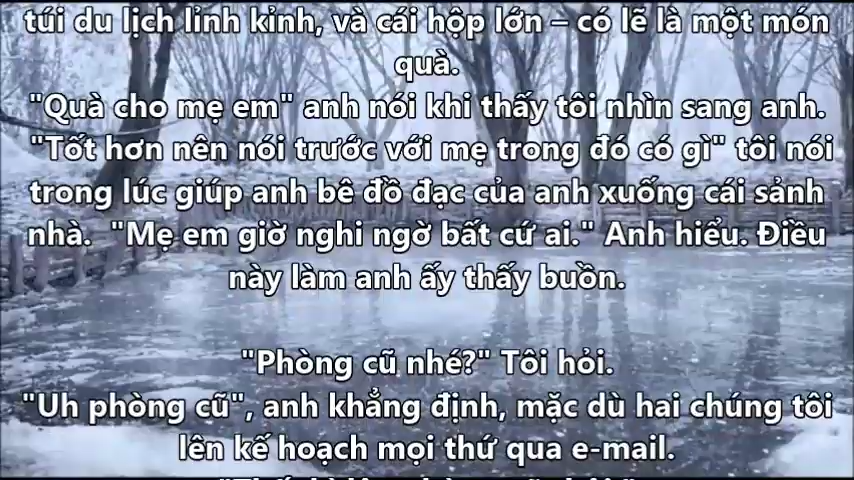 túi du lịch lỉnh kỉnh, và cái hộp lớn – có lẽ là một món
quà.
"Quà cho mẹ em" anh nói khi thấy tôi nhìn sang anh.
"Tốt hơn nên nói trước với mẹ trong đó có gì" tôi nói
trong lúc giúp anh bê đồ đạc của anh xuống cái sảnh
nhà. "Mẹ em giờ nghi ngờ bất cứ ai." Anh hiểu. Điều
này làm anh ấy thấy buồn.
"Phòng cũ nhé?" Tôi hỏi.
"Uh phòng cũ", anh khẳng định, mặc dù hai chúng tôi
lên kế hoạch mọi thứ qua e-mail.